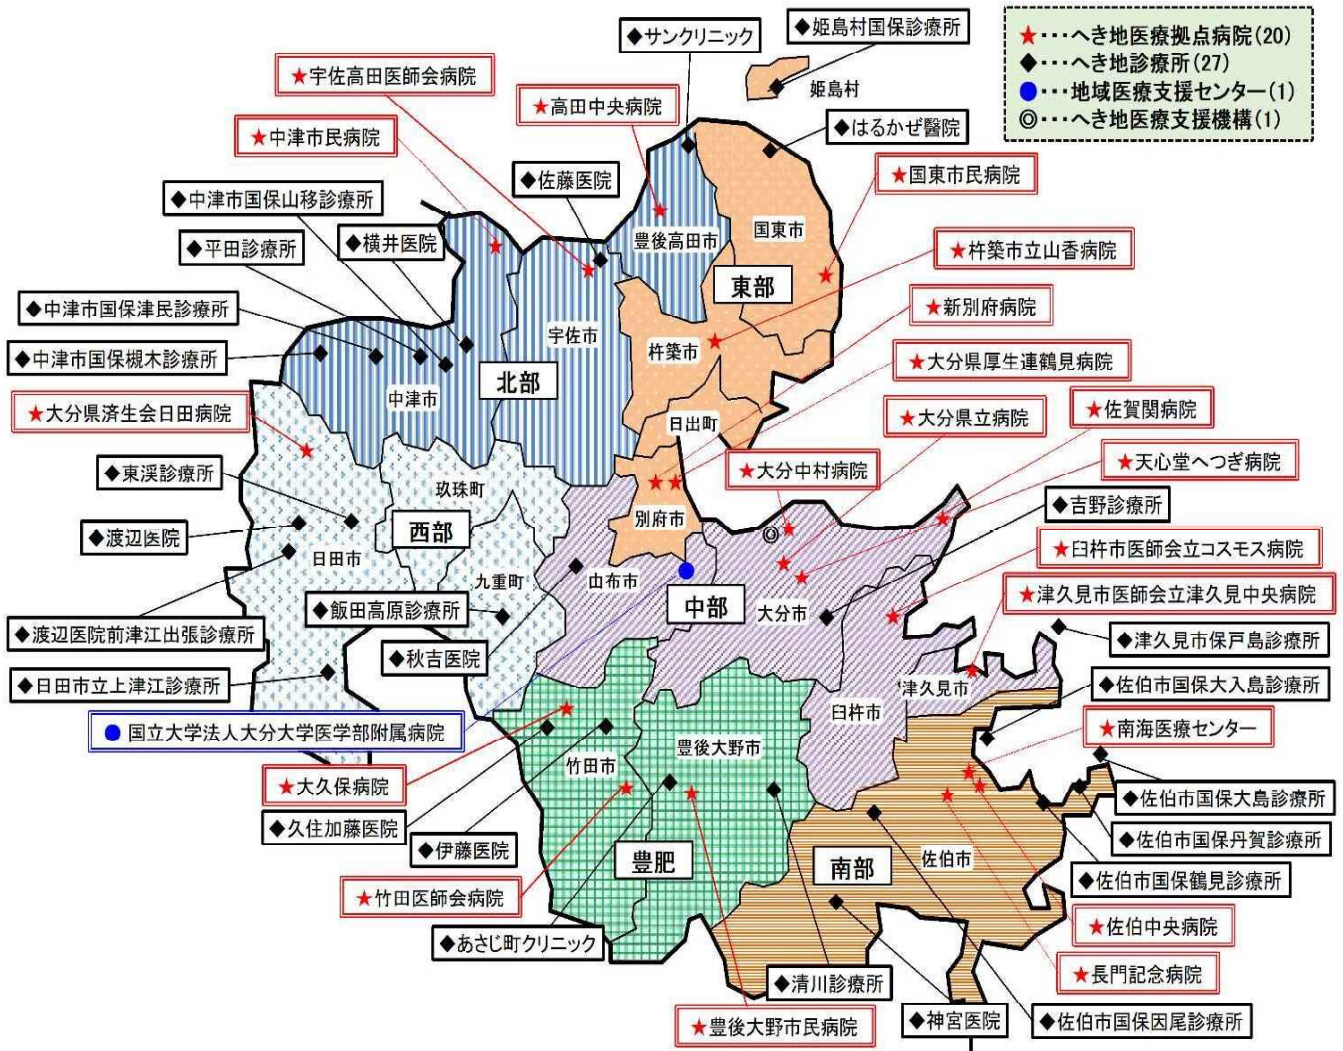 ◆サンクリニック
◆姫島村国保診療所
★・・・へき地医療拠点病院(20)
◆・・・へき地診療所(27)
●・・・地域医療支援センター(1)
◎・・・へき地医療支援機構(1)
★宇佐高田医師会病院
★高田中央病院
姫島村
★中津市民病院
◆はるかぜ醫院
◆佐藤医院
★国東市民病院
◆中津市国保山移診療所
◆平田診療所
◆横井医院
豊後高田市
国東市
★杵築市立山香病院
東部
◆中津市国保津民診療所
★新別府病院
宇佐市
杵築市
◆中津市国保槻木診療所
★大分県厚生連鶴見病院
北部
中津市
★大分県済生会日田病院
日出町
★大分県立病院
★佐賀関病院
◆東渓診療所
★大分中村病院
★天心堂へつぎ病院
玖珠町
◆吉野診療所
別府市
西部
◆渡辺医院
日田市
★臼杵市医師会立コスモス病院
九重町
由布市
◆飯田高原診療所
中部
大分市
★津久見市医師会立津久見中央病院
◆渡辺医院前津江出張診療所
◆津久見市保戸島診療所
◆秋吉医院
◆日田市立上津江診療所
津久見市
◆佐伯市国保大入島診療所
臼杵市
●国立大学法人大分大学医学部附属病院
★南海医療センター
豊後大野市
竹田市
★大久保病院
◆佐伯市国保大島診療所
◆久住加藤医院
◆佐伯市国保丹賀診療所
◆伊藤医院
豊肥
南部
佐伯市
◆佐伯市国保鶴見診療所
★竹田医師会病院
★佐伯中央病院
◆あさじ町クリニック
★長門記念病院
◆清川診療所
★豊後大野市民病院
◆神宮医院
◆佐伯市国保因尾診療所